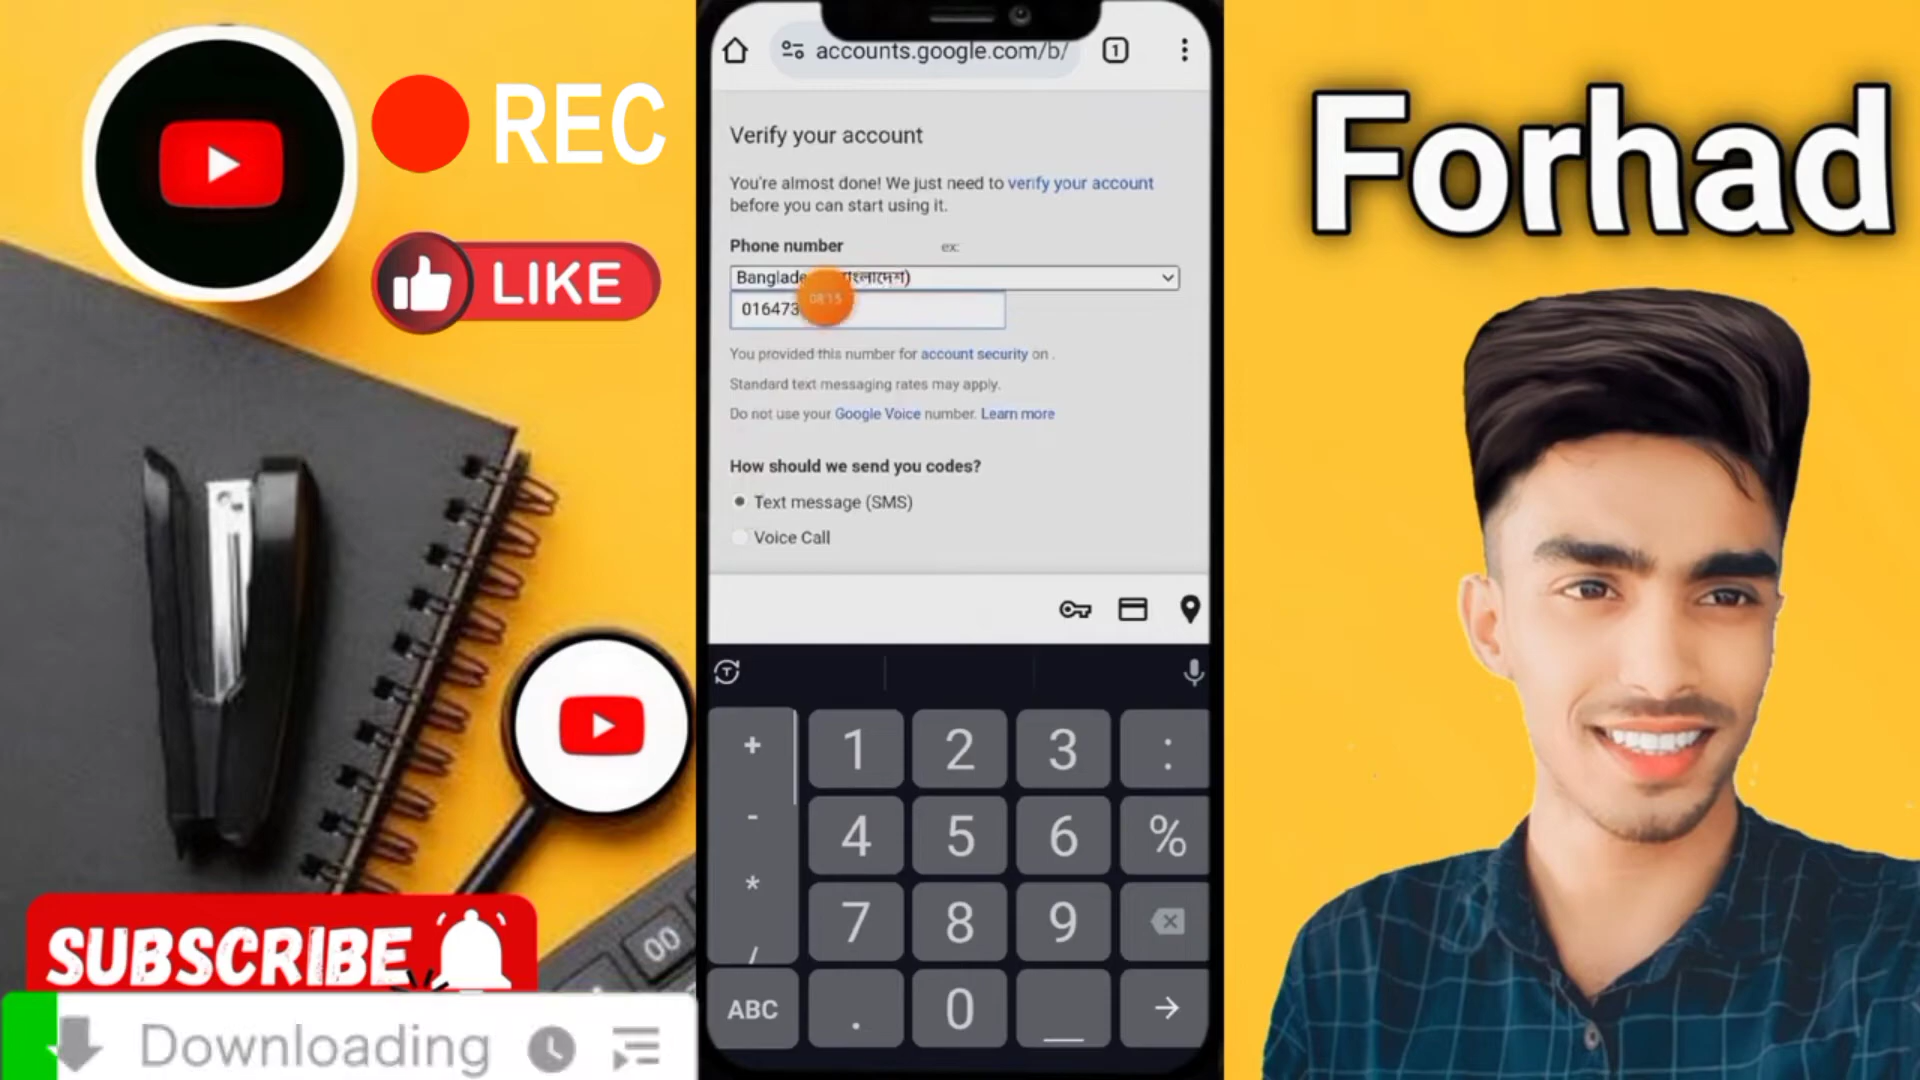 REC
LIKE
SUBSCRIBE
Downloading
00
Forhad
accounts.google.com/b/
1
Verify your account
You're almost done! We just need to verify your account
before you can start using it.
Phone number
ex:
08:15
016473
You provided this number for account security on .
Standard text messaging rates may apply.
Do not use your Google Voice number. Learn more
How should we send you codes?
Text message (SMS)
Voice Call
T
+ 1 2 3 :
- 4 5 6 %
* 7 8 9
/
ABC . 0 _